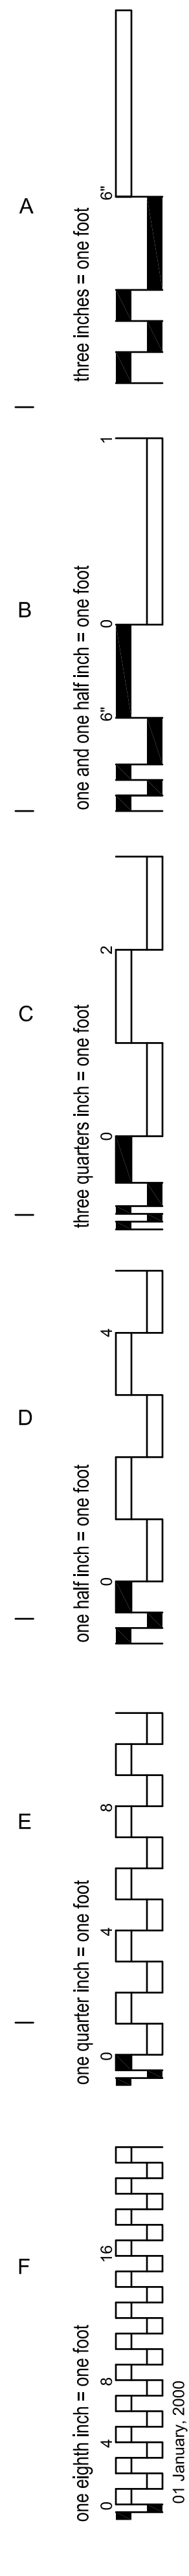 A
three inches = one foot
6"
B
one and one half inch = one foot
6"
0
1
C
three quarters inch = one foot
0
2
D
one half inch = one foot
0
4
E
one quarter inch = one foot
0
4
8
F
one eighth inch = one foot
0
4
8
16
01 January, 2000